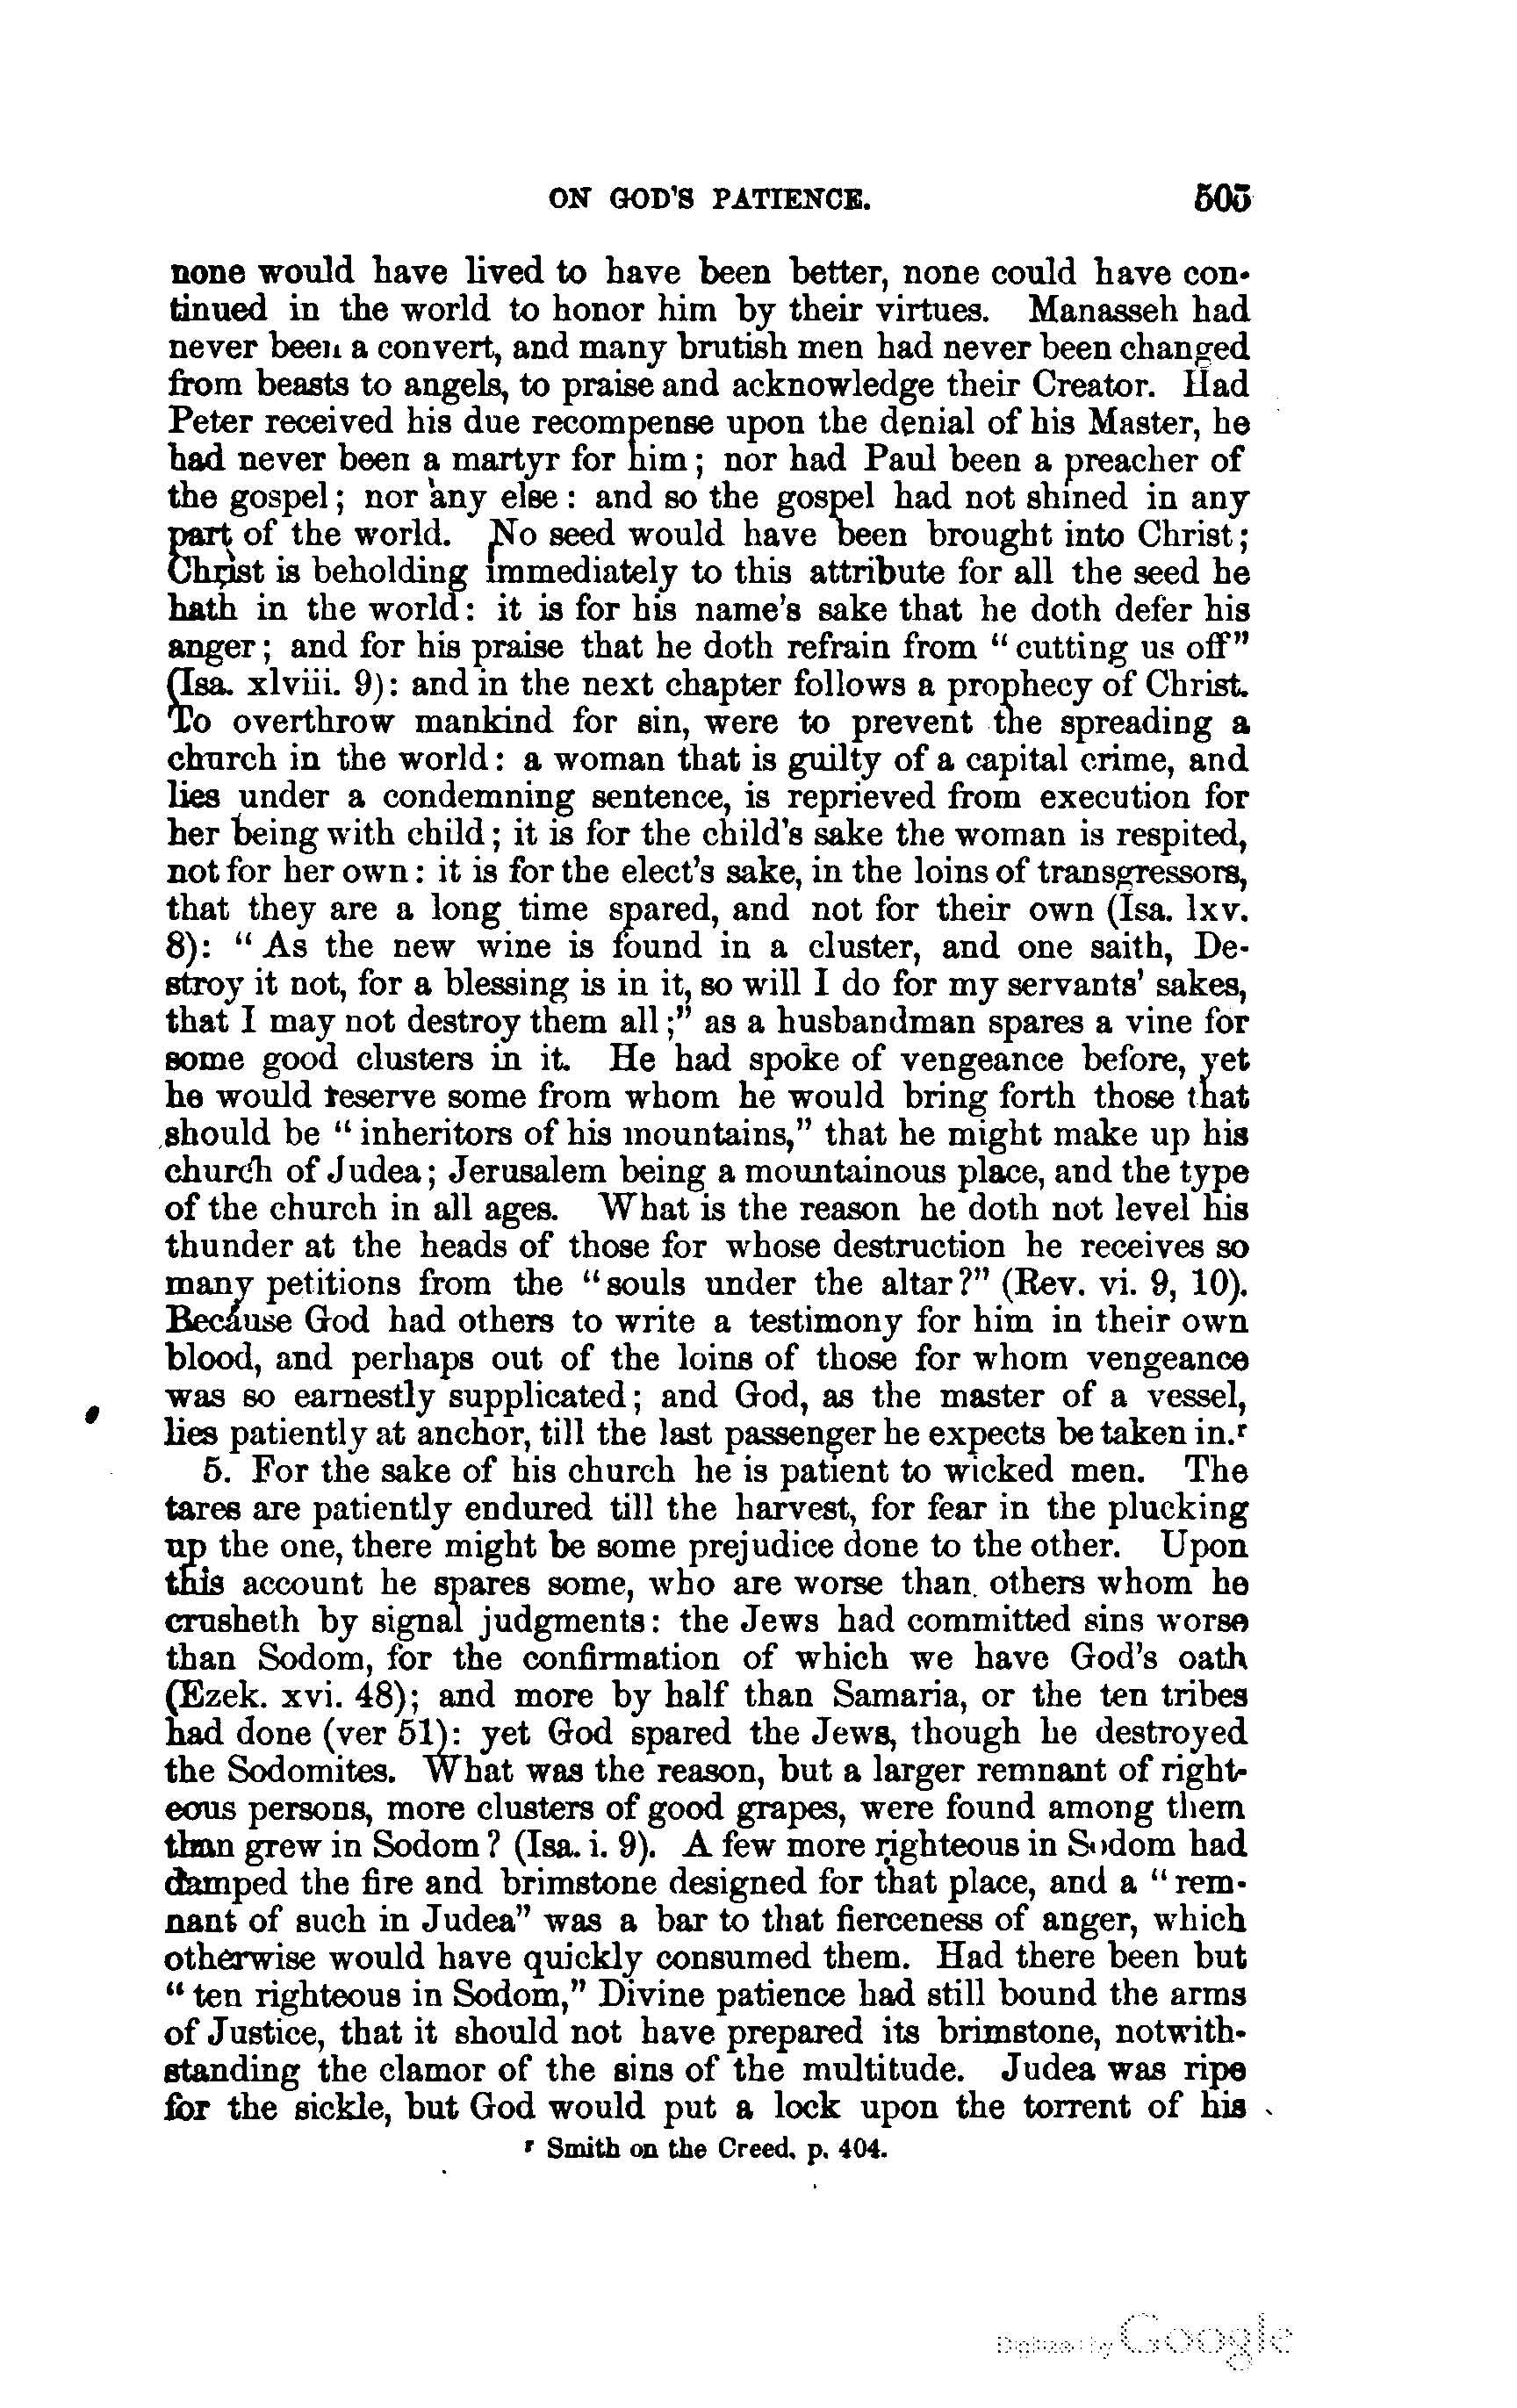 ON GOD'S PATIENCE. 505
none would have lived to have been better, none could have con-
tinued in the world to honor him by their virtues. Manasseh had
never been a convert, and many brutish men had never been changed
from beasts to angels, to praise and acknowledge their Creator. Had
Peter received his due recompense upon the denial of his Master, he
had never been a martyr for him; nor had Paul been a preacher of
the gospel; nor any else: and so the gospel had not shined in any
part of the world. No seed would have been brought into Christ;
Christ is beholding immediately to this attribute for all the seed he
hath in the world: it is for his name's sake that he doth defer his
anger; and for his praise that he doth refrain from "cutting us off"
(Isa. xlviii. 9): and in the next chapter follows a prophecy of Christ.
To overthrow mankind for sin, were to prevent the spreading a
church in the world: a woman that is guilty of a capital crime, and
lies under a condemning sentence, is reprieved from execution for
her being with child; it is for the child's sake the woman is respited,
not for her own: it is for the elect's sake, in the loins of transgressors,
that they are a long time spared, and not for their own (Isa. lxv.
8): "As the new wine is found in a cluster, and one saith, De-
stroy it not, for a blessing is in it, so will I do for my servants' sakes,
that I may not destroy them all;" as a husbandman spares a vine for
some good clusters in it. He had spoke of vengeance before, yet
he would reserve some from whom he would bring forth those that
should be "inheritors of his mountains," that he might make up his
church of Judea; Jerusalem being a mountainous place, and the type
of the church in all ages. What is the reason he doth not level his
thunder at the heads of those for whose destruction he receives so
many petitions from the "souls under the altar?" (Rev. vi. 9, 10).
Because God had others to write a testimony for him in their own
blood, and perhaps out of the loins of those for whom vengeance
was so earnestly supplicated; and God, as the master of a vessel,
lies patiently at anchor, till the last passenger he expects be taken in.r
5. For the sake of his church he is patient to wicked men. The
tares are patiently endured till the harvest, for fear in the plucking
up the one, there might be some prejudice done to the other. Upon
this account he spares some, who are worse than others whom he
crusheth by signal judgments: the Jews had committed sins worse
than Sodom, for the confirmation of which we have God's oath
(Ezek. xvi. 48); and more by half than Samaria, or the ten tribes
had done (ver 51): yet God spared the Jews, though he destroyed
the Sodomites. What was the reason, but a larger remnant of right-
eous persons, more clusters of good grapes, were found among them
than grew in Sodom? (Isa. i. 9). A few more righteous in Sodom had
damped the fire and brimstone designed for that place, and a "rem-
nant of such in Judea" was a bar to that fierceness of anger, which
otherwise would have quickly consumed them. Had there been but
"ten righteous in Sodom," Divine patience had still bound the arms
of Justice, that it should not have prepared its brimstone, notwith-
standing the clamor of the sins of the multitude. Judea was ripe
for the sickle, but God would put a lock upon the torrent of his
r Smith on the Creed, p. 404.
Digitized by Google